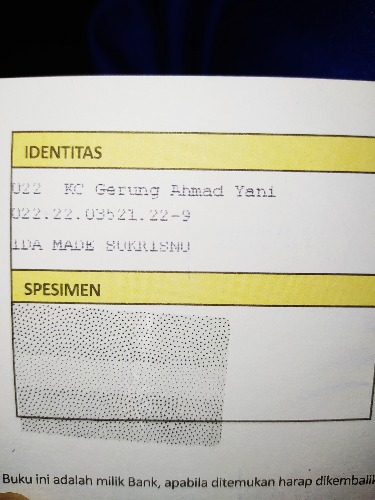 IDENTITAS
022 KC Gerung Ahmad Yani
022.22.03521.22-9
IDA MADE SUKRISNO
SPESIMEN
Buku ini adalah milik Bank, apabila ditemukan harap dikembalik